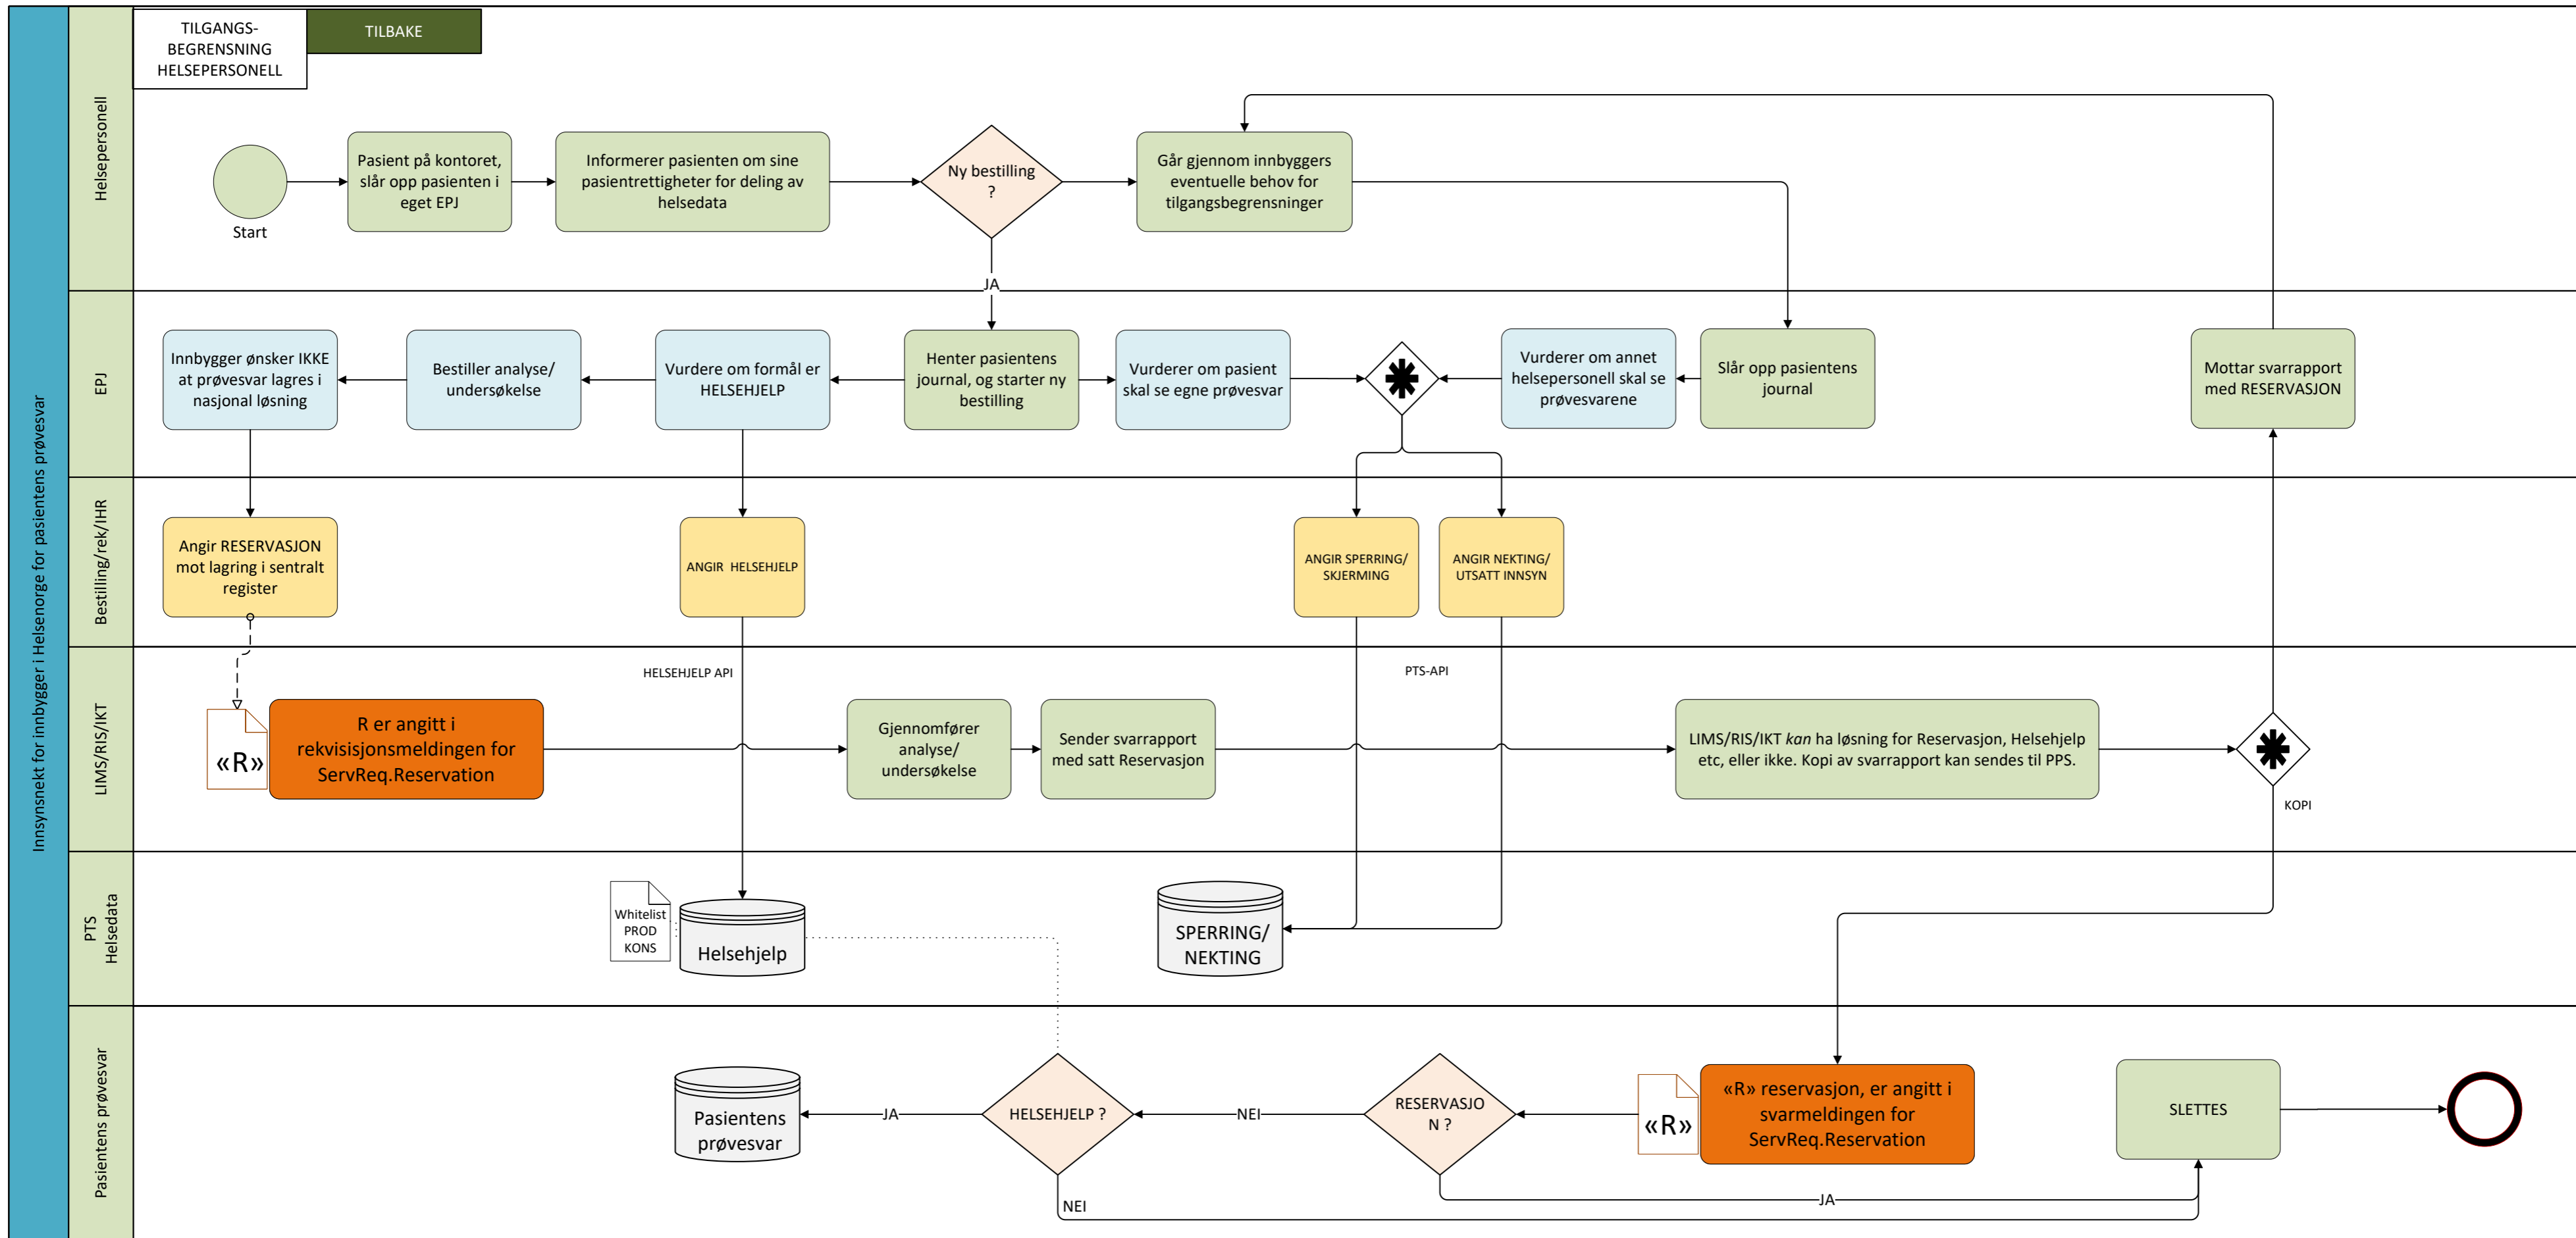 Innsynsnekt for innbygger i Helsenorge for pasientens prøvesvar
Helsepersonell
TILGANGS-
BEGRENSNING
HELSEPERSONELL
TILBAKE
Start
Pasient på kontoret,
slår opp pasienten i
eget EPJ
Informerer pasienten om sine
pasientrettigheter for deling av
helsedata
Ny bestilling
?
Går gjennom innbyggers
eventuelle behov for
tilgangsbegrensninger
JA
EPJ
Innbygger ønsker IKKE
at prøvesvar lagres i
nasjonal løsning
Bestiller analyse/
undersøkelse
Vurdere om formål er
HELSEHJELP
Henter pasientens
journal, og starter ny
bestilling
Vurderer om pasient
skal se egne prøvesvar
Vurderer om annet
helsepersonell skal se
prøvesvarene
Slår opp pasientens
journal
Mottar svarrapport
med RESERVASJON
Bestilling/rek/IHR
Angir RESERVASJON
mot lagring i sentralt
register
ANGIR HELSEHJELP
ANGIR SPERRING/
SKJERMING
ANGIR NEKTING/
UTSATT INNSYN
LIMS/RIS/IKT
HELSEHJELP API
PTS-API
«R»
R er angitt i
rekvisisjonsmeldingen for
ServReq.Reservation
Gjennomfører
analyse/
undersøkelse
Sender svarrapport
med satt Reservasjon
LIMS/RIS/IKT kan ha løsning for Reservasjon, Helsehjelp
etc, eller ikke. Kopi av svarrapport kan sendes til PPS.
KOPI
PTS
Helsedata
Whitelist
PROD
KONS
Helsehjelp
SPERRING/
NEKTING
Pasientens prøvesvar
Pasientens
prøvesvar
JA
HELSEHJELP ?
NEI
RESERVASJO
N ?
«R»
«R» reservasjon, er angitt i
svarmeldingen for
ServReq.Reservation
SLETTES
JA
NEI